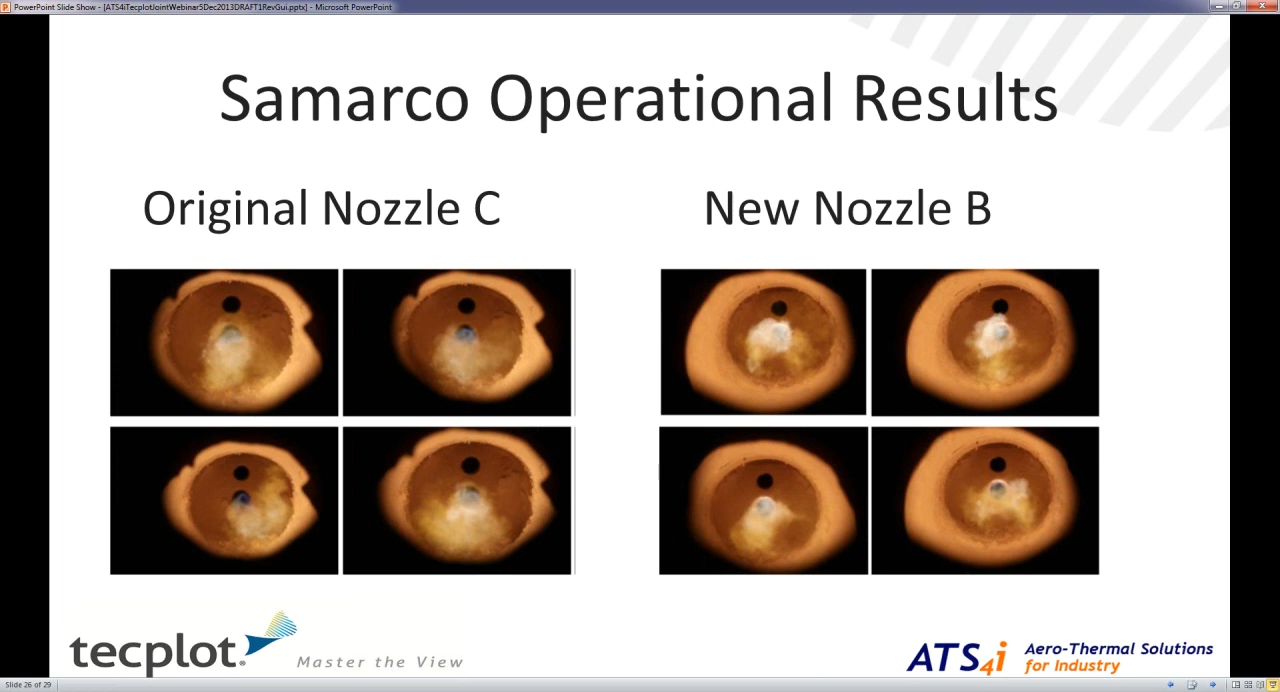 PowerPoint Slide Show - [ATS4iTecplotJointWebinar5Dec2013DRAFT1RevGui.pptx] - Microsoft PowerPoint
Samarco Operational Results
Original Nozzle C
New Nozzle B
tecplot® Master the View
ATS4i Aero-Thermal Solutions
for Industry
Slide 26 of 29